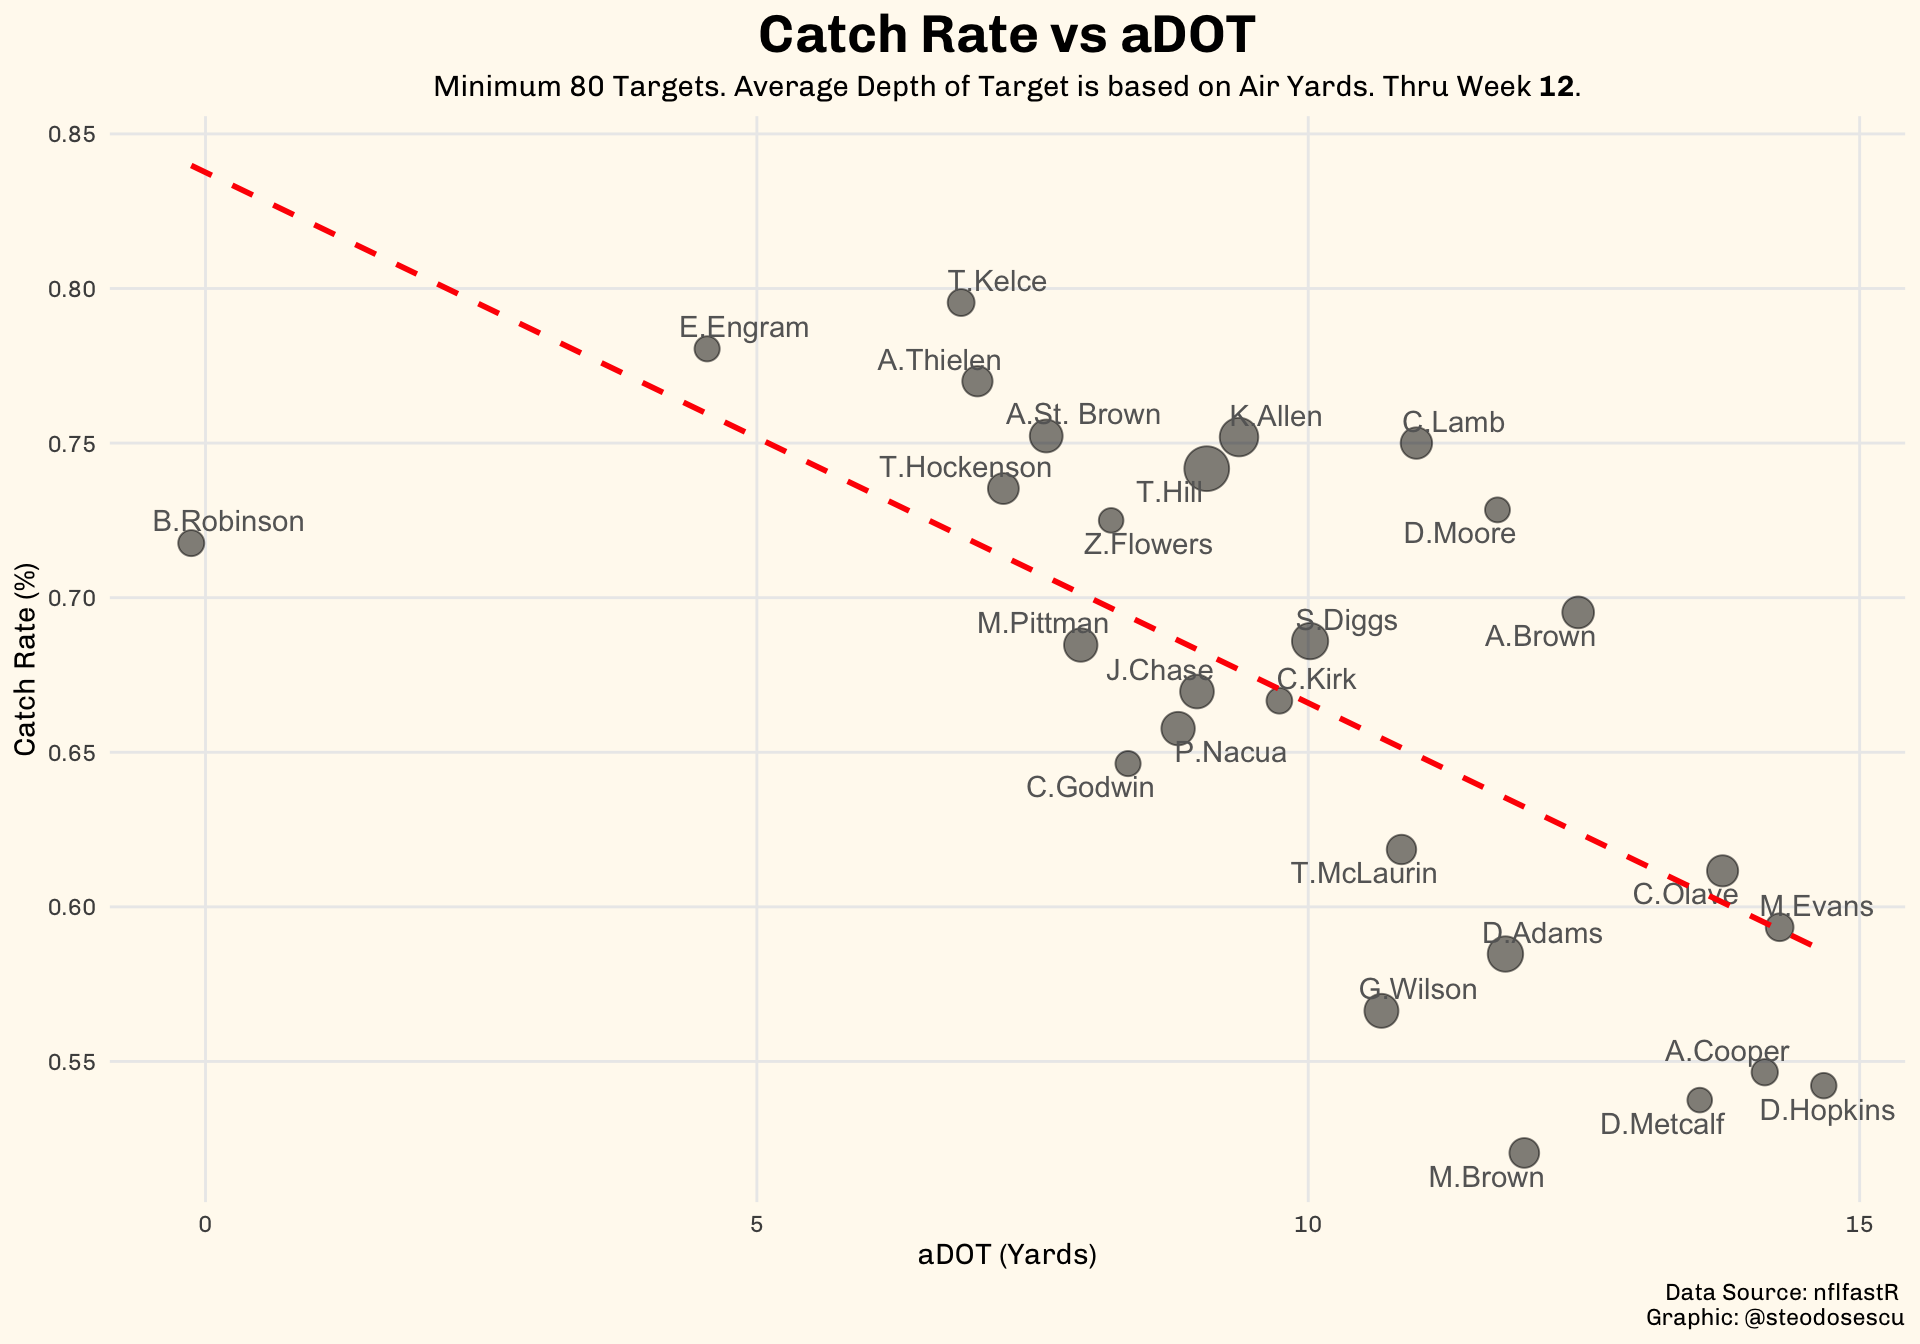 Catch Rate vs aDOT
Minimum 80 Targets. Average Depth of Target is based on Air Yards. Thru Week 12.
0.85
0.80
0.75
0.70
0.65
0.60
0.55
Catch Rate (%)
T.Kelce
E.Engram
A.Thielen
A.St. Brown
K.Allen
C.Lamb
T.Hockenson
T.Hill
B.Robinson
D.Moore
Z.Flowers
M.Pittman
S.Diggs
A.Brown
J.Chase
C.Kirk
P.Nacua
C.Godwin
T.McLaurin
C.Olave
M.Evans
D.Adams
G.Wilson
A.Cooper
D.Hopkins
D.Metcalf
M.Brown
0
5
10
15
aDOT (Yards)
Data Source: nflfastR
Graphic: @steodosescu